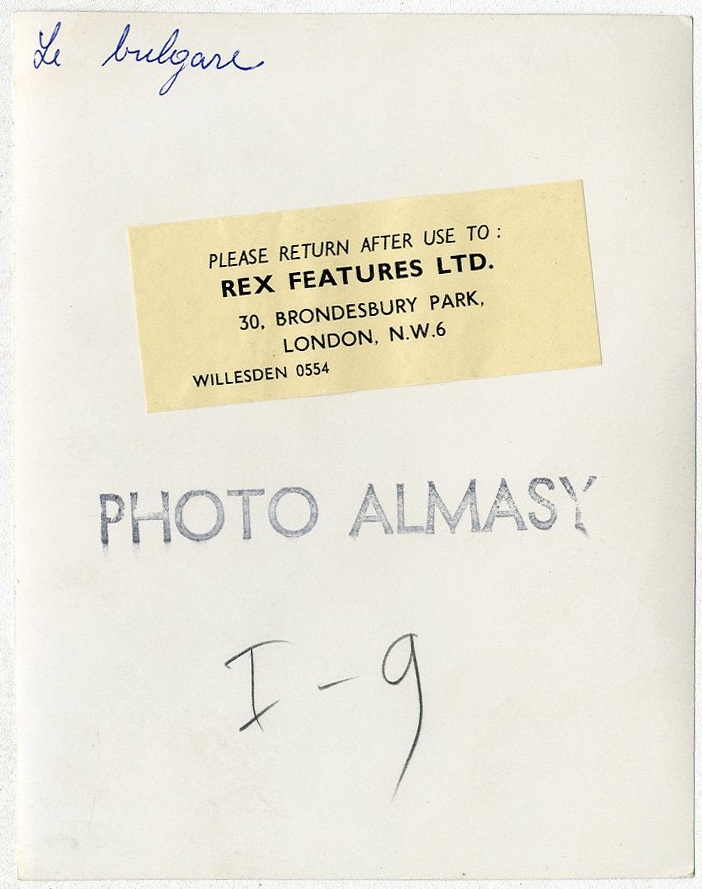 Le bulgare
PLEASE RETURN AFTER USE TO :
REX FEATURES LTD.
30, BRONDESBURY PARK,
LONDON, N.W.6
WILLESDEN 0554
PHOTO ALMASY
I - 9